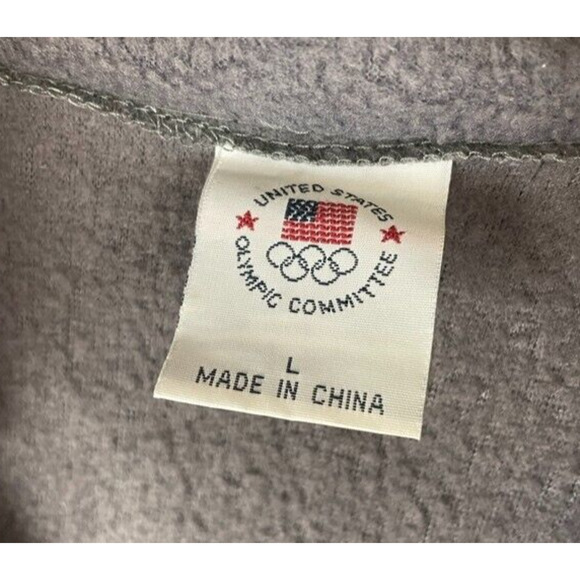 UNITED STATES
OLYMPIC COMMITTEE
L
MADE IN CHINA